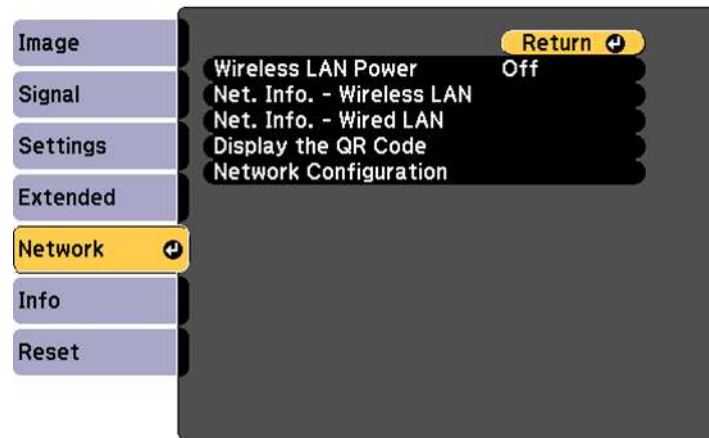 Image
Signal
Settings
Extended
Network
Info
Reset
Return
Wireless LAN Power Off
Net. Info. - Wireless LAN
Net. Info. - Wired LAN
Display the QR Code
Network Configuration